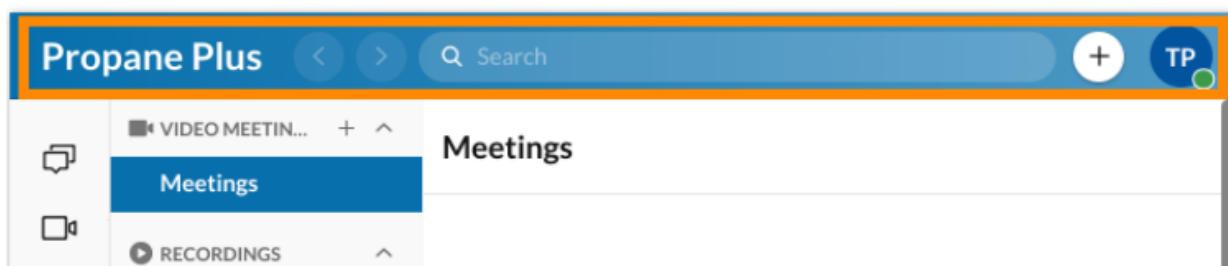 Propane Plus
Search
TP
VIDEO MEETIN...
Meetings
Meetings
RECORDINGS